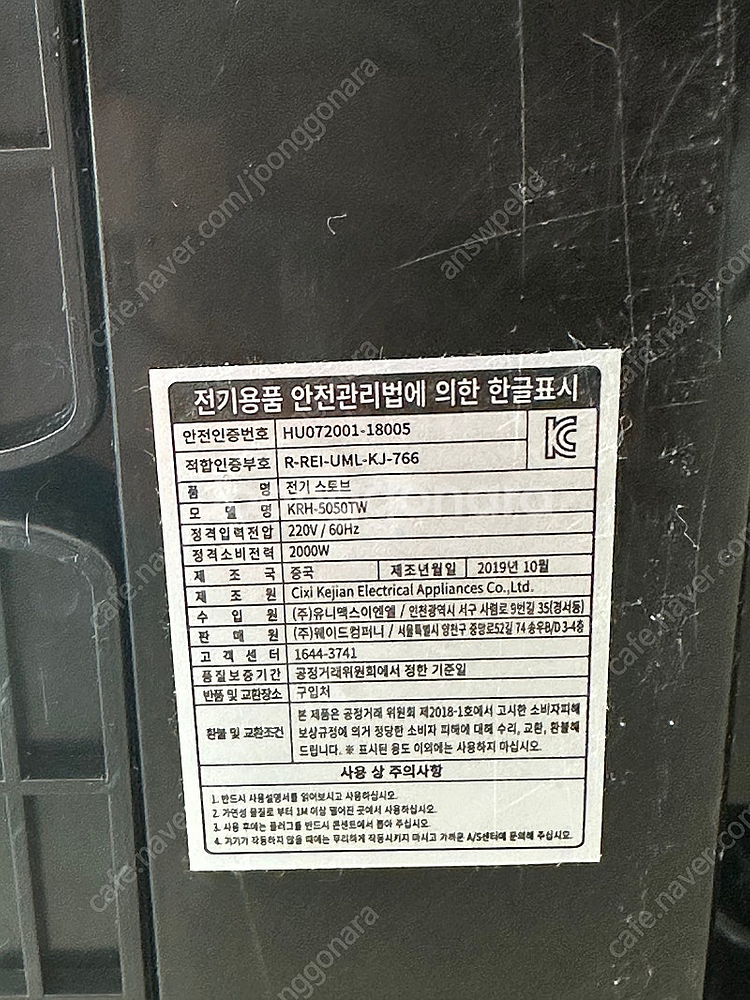 전기용품 안전관리법에 의한 한글표시
안전인증번호 HU072001-18005
적합인증부호 R-REI-UML-KJ-766
품 명 전기 스토브
모 델 명 KRH-5050TW
정격입력전압 220V / 60Hz
정격소비전력 2000W
제 조 국 중국 제조년월일 2019년 10월
제 조 원 Cixi Kejian Electrical Appliances Co.,Ltd.
수 입 원 (주)유니맥스이엔엘 / 인천광역시 서구 사렴로 9번길 35(경서동)
판 매 원 (주)웨이드컴퍼니 / 서울특별시 양천구 중앙로52길 74 송우B/D 3-4층
고 객 센 터 1644-3741
품질보증기간 공정거래위원회에서 정한 기준일
반품 및 교환장소 구입처
환불 및 교환조건 본 제품은 공정거래 위원회 제2018-1호에서 고시한 소비자피해
보상규정에 의거 정당한 소비자 피해에 대해 수리, 교환, 환불해
드립니다. ※ 표시된 용도 이외에는 사용하지 마십시오.
사용 상 주의사항
1. 반드시 사용설명서를 읽어보시고 사용하십시오.
2. 가연성 물질로 부터 1M 이상 떨어진 곳에서 사용하십시오.
3. 사용 후에는 플러그를 반드시 콘센트에서 뽑아 주십시오.
4. 기기가 작동하지 않을 때에는 무리하게 작동시키지 마시고 가까운 A/S센터에 문의해 주십시오.
cafe.naver.com/joonggonara
answpelid
cafe.naver.com
joonggonara